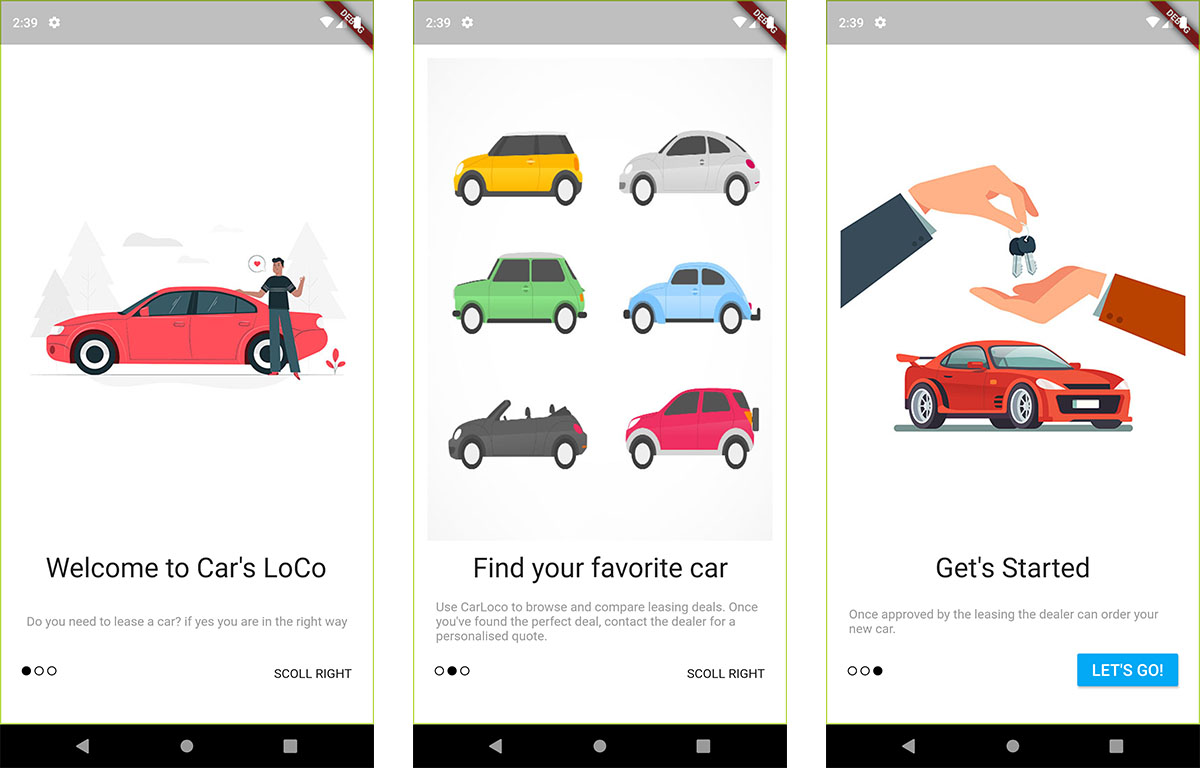 2:39
DEBUG
Welcome to Car's LoCo
Do you need to lease a car? if yes you are in the right way
SCOLL RIGHT
2:39
DEBUG
Find your favorite car
Use CarLoco to browse and compare leasing deals. Once
you've found the perfect deal, contact the dealer for a
personalised quote.
SCOLL RIGHT
2:39
DEBUG
Get's Started
Once approved by the leasing the dealer can order your
new car.
LET'S GO!